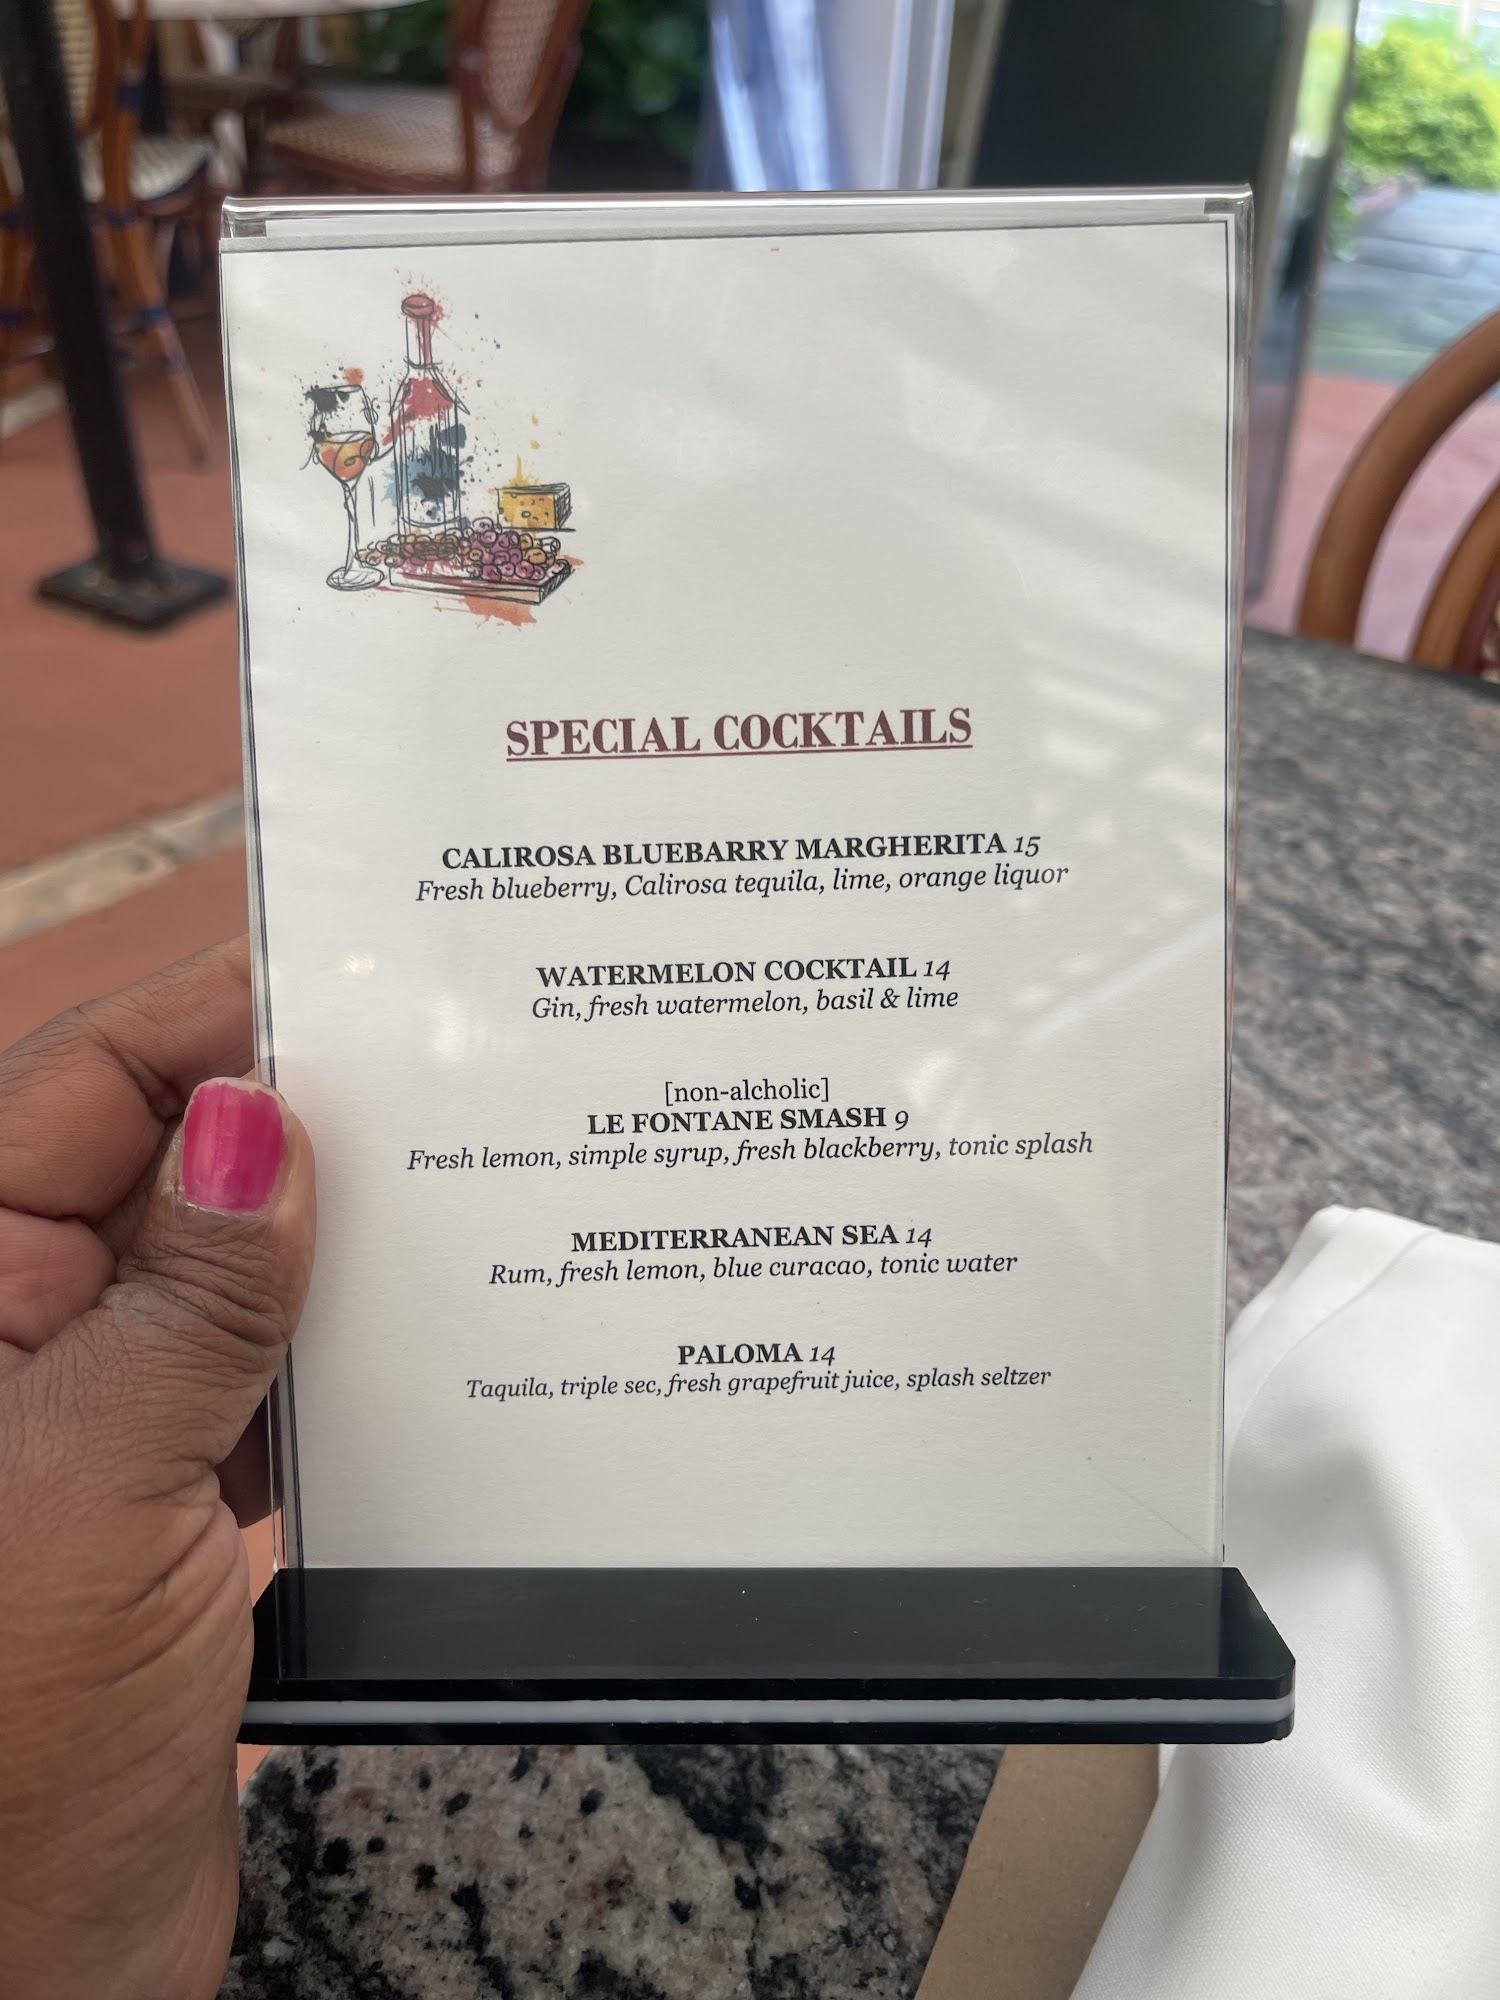 SPECIAL COCKTAILS
CALIROSA BLUEBARRY MARGHERITA 15
Fresh blueberry, Calirosa tequila, lime, orange liquor
WATERMELON COCKTAIL 14
Gin, fresh watermelon, basil & lime
[non-alcholic]
LE FONTANE SMASH 9
Fresh lemon, simple syrup, fresh blackberry, tonic splash
MEDITERRANEAN SEA 14
Rum, fresh lemon, blue curacao, tonic water
PALOMA 14
Taquila, triple sec, fresh grapefruit juice, splash seltzer